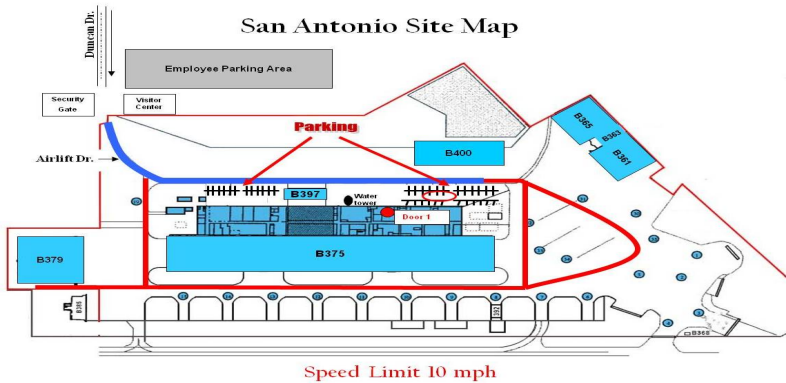 San Antonio Site Map
Duncan Dr.
Employee Parking Area
Security
Gate
Visitor
Center
Parking
B365
B363
B361
B400
Airlift Dr.
B397
Water
tower
Door 1
B379
B375
B368
Speed Limit 10 mph